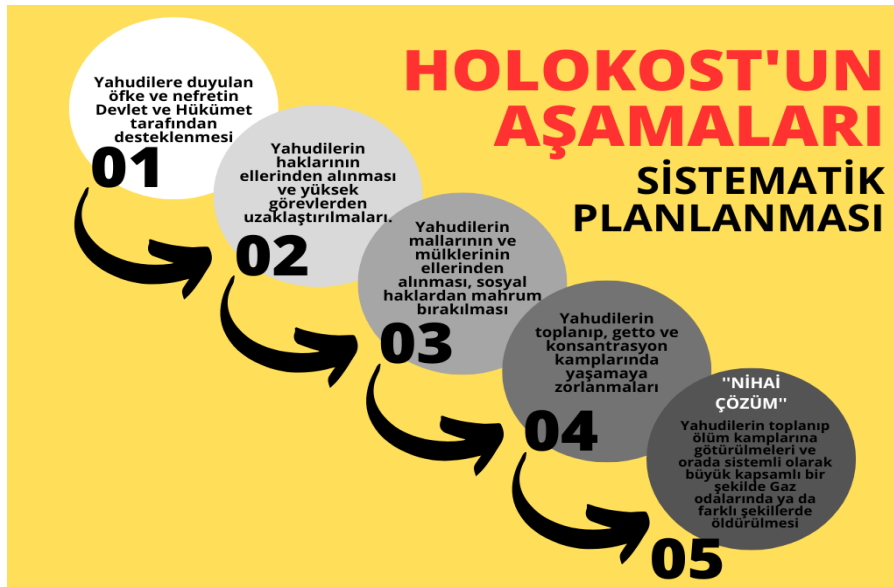 HOLOKOST'UN
AŞAMALARI
SİSTEMATİK
PLANLANMASI
Yahudilere duyulan
öfke ve nefretin
Devlet ve Hükümet
tarafından
desteklenmesi
01
Yahudilerin
haklarının
ellerinden alınması
ve yüksek
görevlerden
uzaklaştırılmaları.
02
Yahudilerin
mallarının ve
mülklerinin
ellerinden
alınması, sosyal
haklardan mahrum
bırakılması
03
Yahudilerin
toplanıp, getto ve
konsantrasyon
kamplarında
yaşamaya
zorlanmaları
04
"NİHAİ
ÇÖZÜM"
Yahudilerin toplanıp
ölüm kamplarına
götürülmeleri ve
orada sistemli olarak
büyük kapsamlı bir
şekilde Gaz
odalarında ya da
farklı şekillerde
öldürülmesi
05